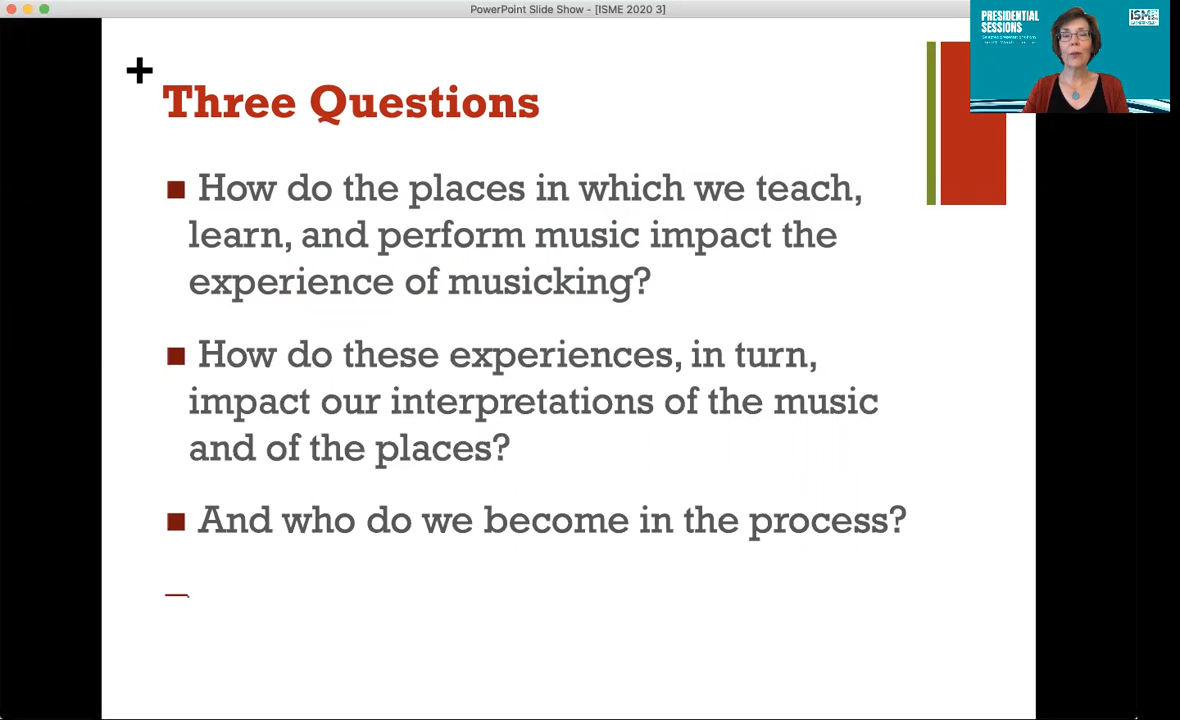 PowerPoint Slide Show - [ISME 2020 3]
PRESIDENTIAL
SESSIONS
ISME
+
Three Questions
How do the places in which we teach,
learn, and perform music impact the
experience of musicking?
How do these experiences, in turn,
impact our interpretations of the music
and of the places?
And who do we become in the process?